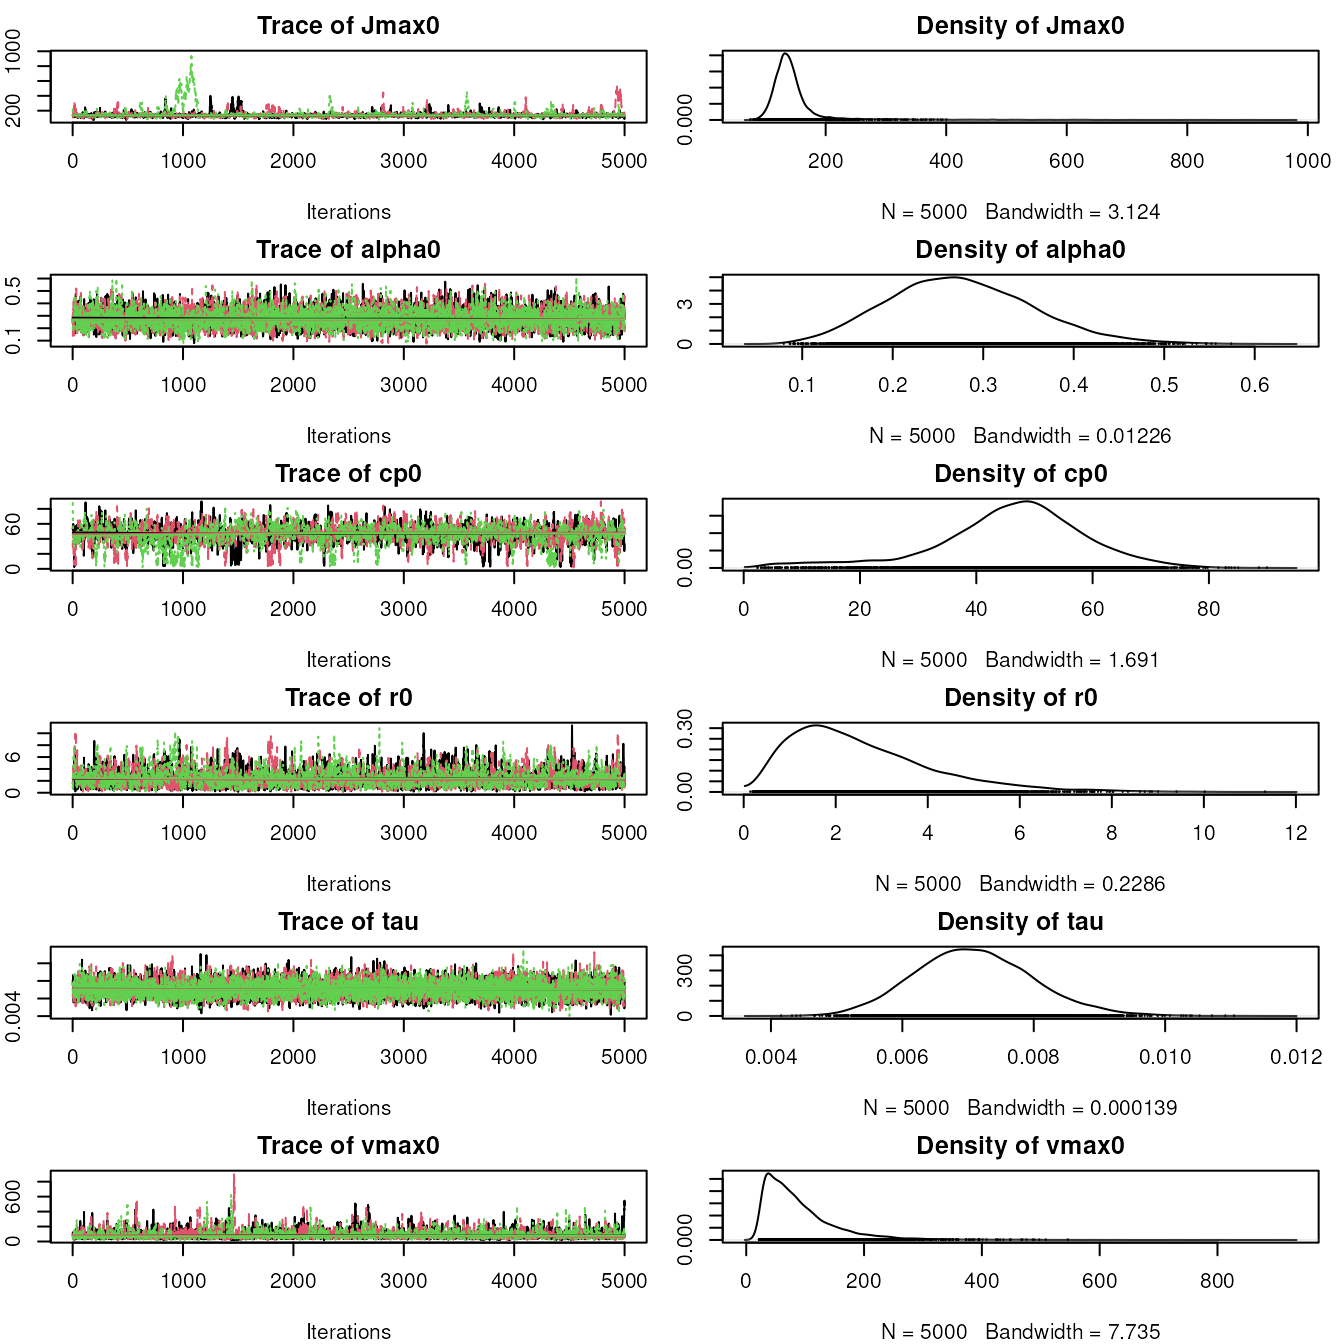 Trace of Jmax0
Density of Jmax0
200 1000
0 1000 2000 3000 4000 5000
Iterations
0.000
200 400 600 800 1000
N = 5000 Bandwidth = 3.124
Trace of alpha0
Density of alpha0
0.1 0.5
0 1000 2000 3000 4000 5000
Iterations
0 3
0.1 0.2 0.3 0.4 0.5 0.6
N = 5000 Bandwidth = 0.01226
Trace of cp0
Density of cp0
0 60
0 1000 2000 3000 4000 5000
Iterations
0.00
0 20 40 60 80
N = 5000 Bandwidth = 1.691
Trace of r0
Density of r0
0 6
0 1000 2000 3000 4000 5000
Iterations
0.00 0.30
0 2 4 6 8 10 12
N = 5000 Bandwidth = 0.2286
Trace of tau
Density of tau
0.004
0 1000 2000 3000 4000 5000
Iterations
0 300
0.004 0.006 0.008 0.010 0.012
N = 5000 Bandwidth = 0.000139
Trace of vmax0
Density of vmax0
0 600
0 1000 2000 3000 4000 5000
Iterations
0.000
0 200 400 600 800
N = 5000 Bandwidth = 7.735